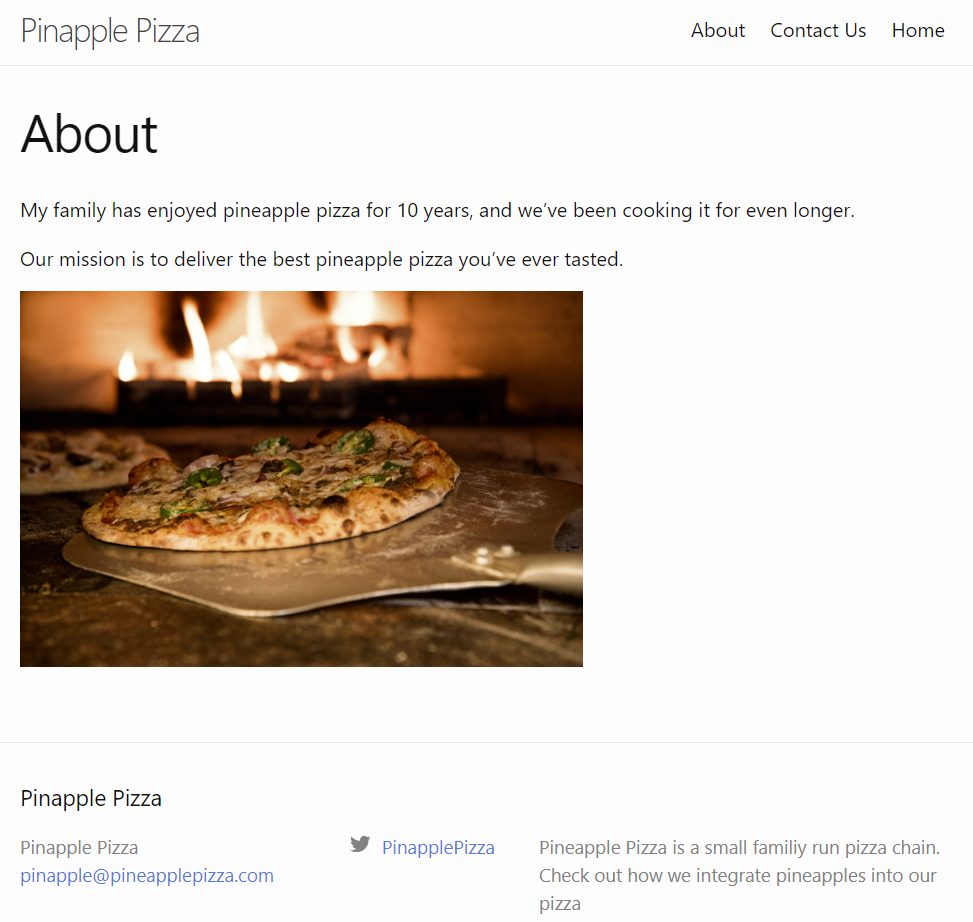 Pinapple Pizza
About Contact Us Home
About
My family has enjoyed pineapple pizza for 10 years, and we’ve been cooking it for even longer.
Our mission is to deliver the best pineapple pizza you’ve ever tasted.
Pinapple Pizza
Pinapple Pizza
pinapple@pineapplepizza.com
PinapplePizza
Pineapple Pizza is a small familiy run pizza chain.
Check out how we integrate pineapples into our
pizza